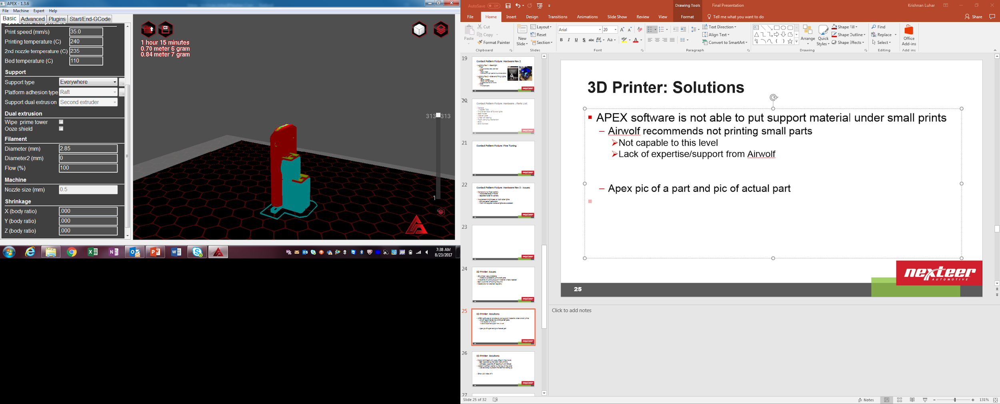 APEX - 1.3.6
File Machine Expert Help
Basic Advanced Plugins Start/End-GCode
Speed and Temperature
Print speed (mm/s) 35.0
Printing temperature (C) 240
2nd nozzle temperature (C) 235
Bed temperature (C) 110
Support
Support type Everywhere
Platform adhesion type Raft
Support dual extrusion Second extruder
Dual extrusion
Wipe prime tower
Ooze shield
Filament
Diameter (mm) 2.85
Diameter2 (mm) 0
Flow (%) 100
Machine
Nozzle size (mm) 0.5
Shrinkage
X (body ratio) .000
Y (body ratio) .000
Z (body ratio) .000
1 hour 15 minutes
0.70 meter 6 gram
0.84 meter 7 gram
313 313
1
7:38 AM
8/23/2017
AutoSave Off
Drawing Tools
Final Presentation
Krishnan Luhar
File Home Insert Design Transitions Animations Slide Show Review View Format Tell me what you want to do
Share
Paste
Cut
Copy
Format Painter
Clipboard
New Slide
Layout
Reset
Section
Slides
Arial 20
Font
Text Direction
Align Text
Convert to SmartArt
Paragraph
Arrange
Quick Styles
Shape Fill
Shape Outline
Shape Effects
Drawing
Find
Replace
Select
Editing
Office Add-ins
Add-ins
19
Contact Pattern Fixture: Hardware Rev 2
20
Contact Pattern Fixture: Hardware – Parts List
21
Contact Pattern Fixture: Fine Tuning
22
Contact Pattern Fixture: Hardware Rev 2 - Issues
23
24
3D Printer: Issues
25
3D Printer: Solutions
26
3D Printer: Solutions
27
3D Printer: Solutions
APEX software is not able to put support material under small prints
– Airwolf recommends not printing small parts
Not capable to this level
Lack of expertise/support from Airwolf
– Apex pic of a part and pic of actual part
nexteer
AUTOMOTIVE
25
Click to add notes
Slide 25 of 32
Notes
131%